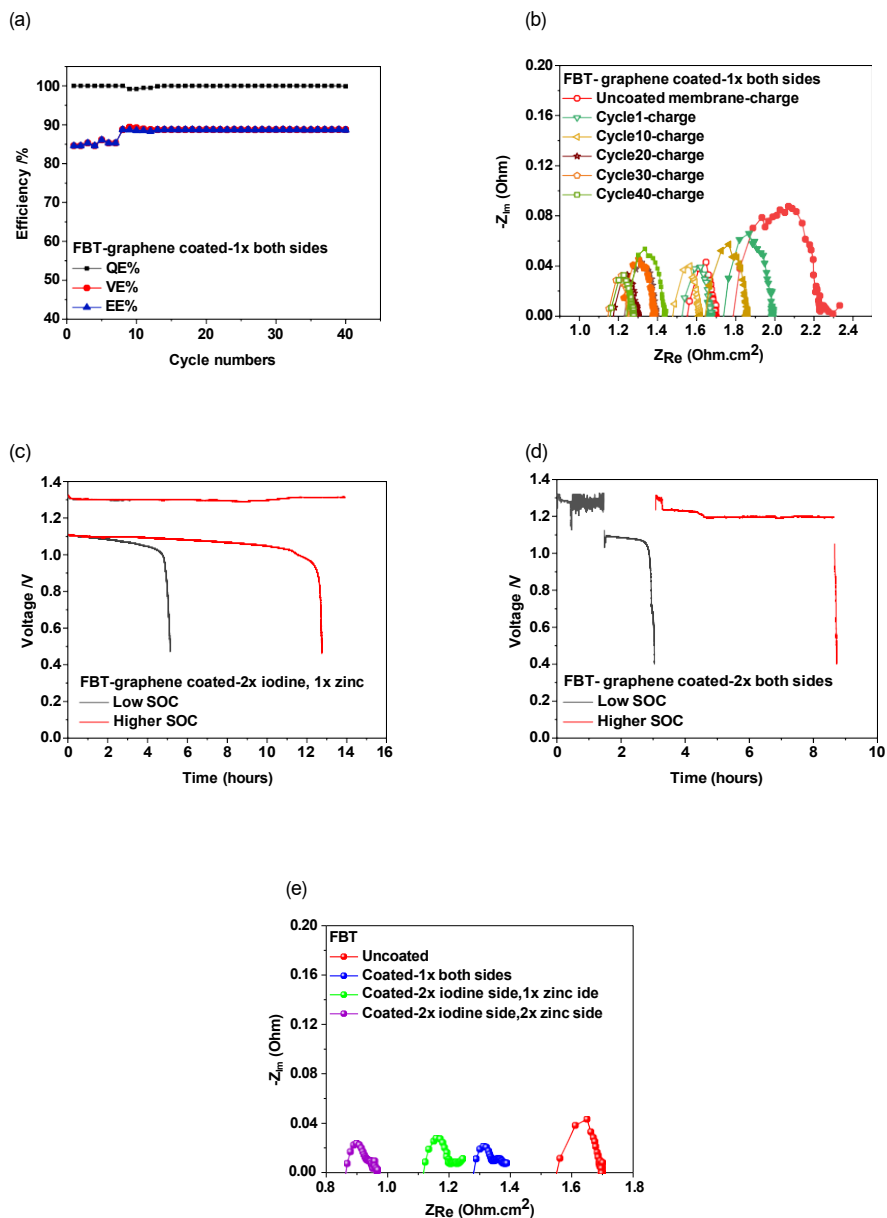 (a)
100
90
80
70
60
50
40
0
10
20
30
40
Efficiency /%
Cycle numbers
FBT-graphene coated-1x both sides
QE%
VE%
EE%
(b)
0.20
0.16
0.12
0.08
0.04
0.00
1.0
1.2
1.4
1.6
1.8
2.0
2.2
2.4
-ZIm (Ohm)
ZRe (Ohm.cm²)
FBT- graphene coated-1x both sides
Uncoated membrane-charge
Cycle1-charge
Cycle10-charge
Cycle20-charge
Cycle30-charge
Cycle40-charge
(c)
1.4
1.2
1.0
0.8
0.6
0.4
0.2
0.0
0
2
4
6
8
10
12
14
16
Voltage /V
Time (hours)
FBT-graphene coated-2x iodine, 1x zinc
Low SOC
Higher SOC
(d)
1.4
1.2
1.0
0.8
0.6
0.4
0.2
0.0
0
2
4
6
8
10
Voltage /V
Time (hours)
FBT- graphene coated-2x both sides
Low SOC
Higher SOC
(e)
0.20
0.16
0.12
0.08
0.04
0.00
0.8
1.0
1.2
1.4
1.6
1.8
-ZIm (Ohm)
ZRe (Ohm.cm²)
FBT
Uncoated
Coated-1x both sides
Coated-2x iodine side,1x zinc ide
Coated-2x iodine side,2x zinc side